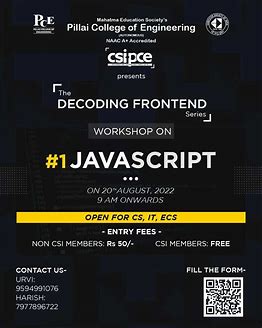 PCE
Mahatma Education Society's
Pillai College of Engineering
(AUTONOMOUS)
NAAC A+ Accredited
csipce
presents
The
DECODING FRONTEND
Series
WORKSHOP ON
#1 JAVASCRIPT
ON 20TH AUGUST, 2022
9 AM ONWARDS
OPEN FOR CS, IT, ECS
- ENTRY FEES -
NON CSI MEMBERS: Rs 50/-
CSI MEMBERS: FREE
CONTACT US-
URVI:
9594991076
HARISH:
7977896722
FILL THE FORM-